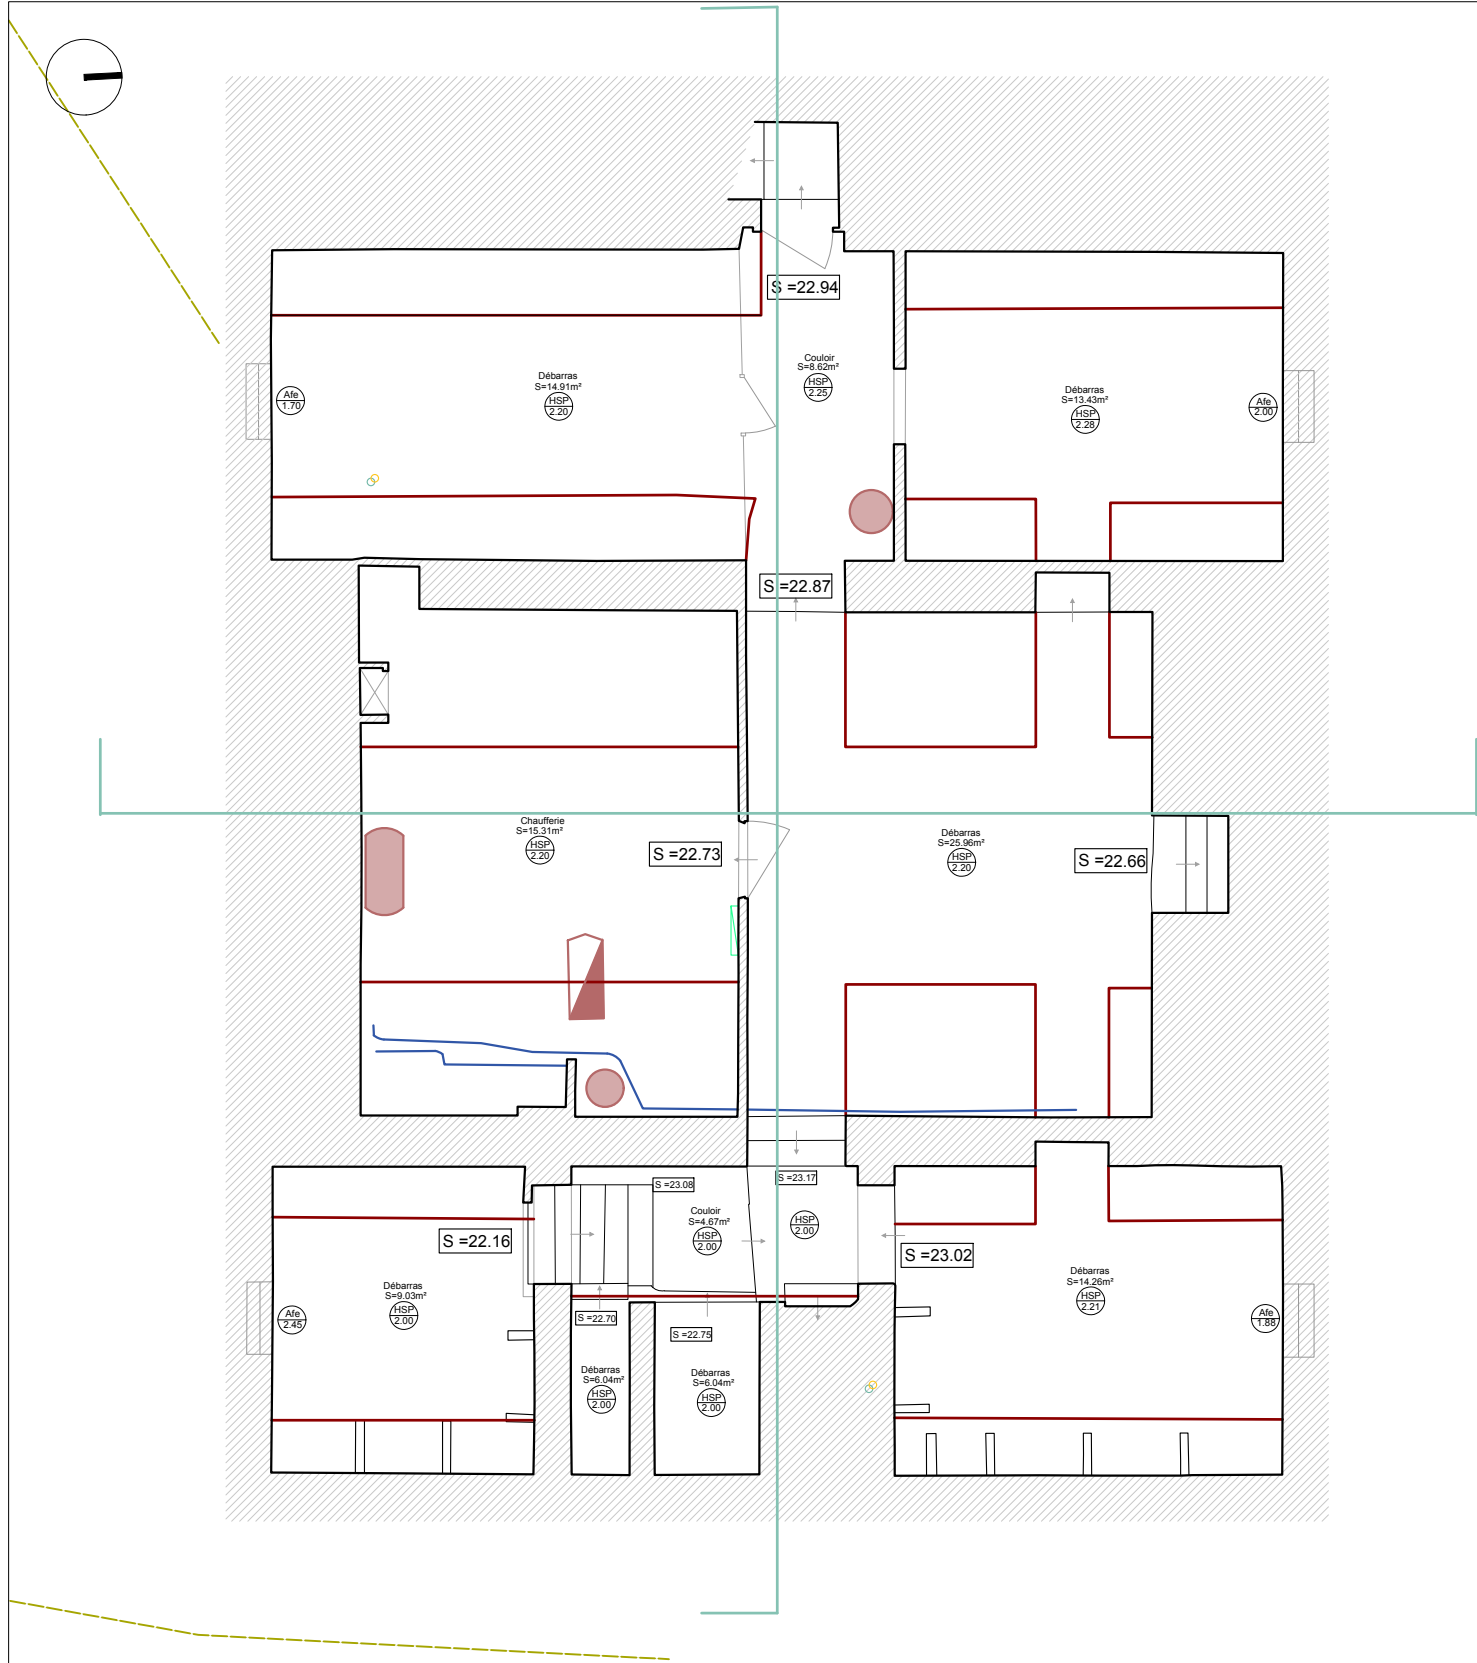 S =22.94
Couloir
S=8.62m²
HSP
2.25
Débarras
S=14.91m²
HSP
2.20
Afe
1.70
Débarras
S=13.43m²
HSP
2.28
Afe
2.00
S =22.87
Chaufferie
S=15.31m²
HSP
2.20
S =22.73
Débarras
S=25.96m²
HSP
2.20
S =22.66
S =23.08
S =23.17
Couloir
S=4.67m²
HSP
2.00
HSP
2.00
S =22.16
S =23.02
Débarras
S=9.03m²
HSP
2.00
Afe
2.45
Débarras
S=14.26m²
HSP
2.21
Afe
1.88
S =22.70
S =22.75
Débarras
S=6.04m²
HSP
2.00
Débarras
S=6.04m²
HSP
2.00